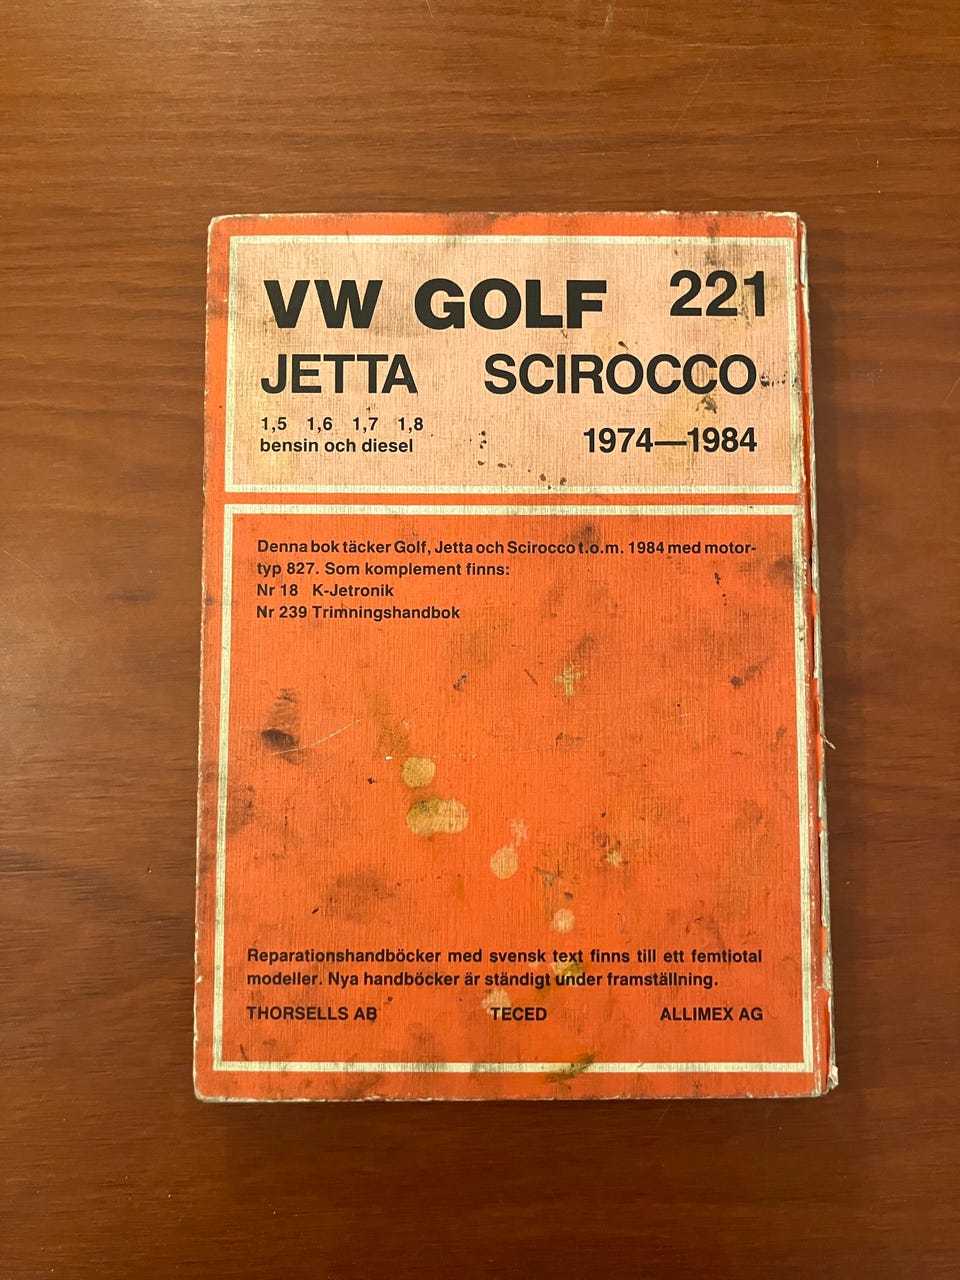 VW GOLF 221
JETTA SCIROCCO
1,5 1,6 1,7 1,8
bensin och diesel 1974—1984
Denna bok täcker Golf, Jetta och Scirocco t.o.m. 1984 med motor-
typ 827. Som komplement finns:
Nr 18 K-Jetronik
Nr 239 Trimningshandbok
Reparationshandböcker med svensk text finns till ett femtiotal
modeller. Nya handböcker är ständigt under framställning.
THORSELLS AB TECED ALLIMEX AG